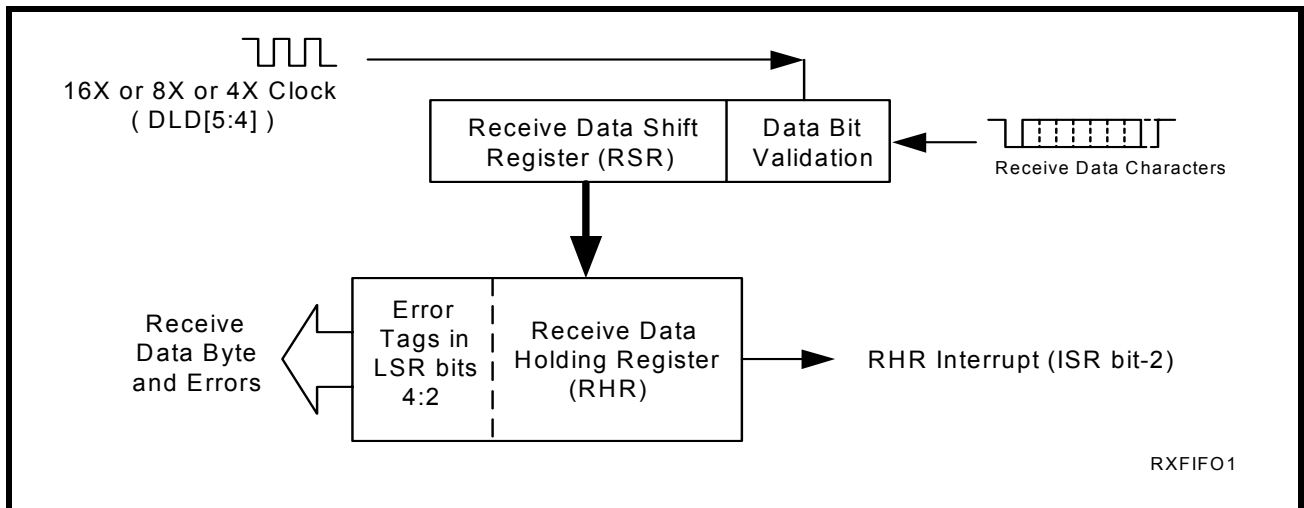 16X or 8X or 4X Clock
( DLD[5:4] )
Receive Data Shift
Register (RSR)
Data Bit
Validation
Receive Data Characters
Receive
Data Byte
and Errors
Error
Tags in
LSR bits
4:2
Receive Data
Holding Register
(RHR)
RHR Interrupt (ISR bit-2)
RXFIFO1